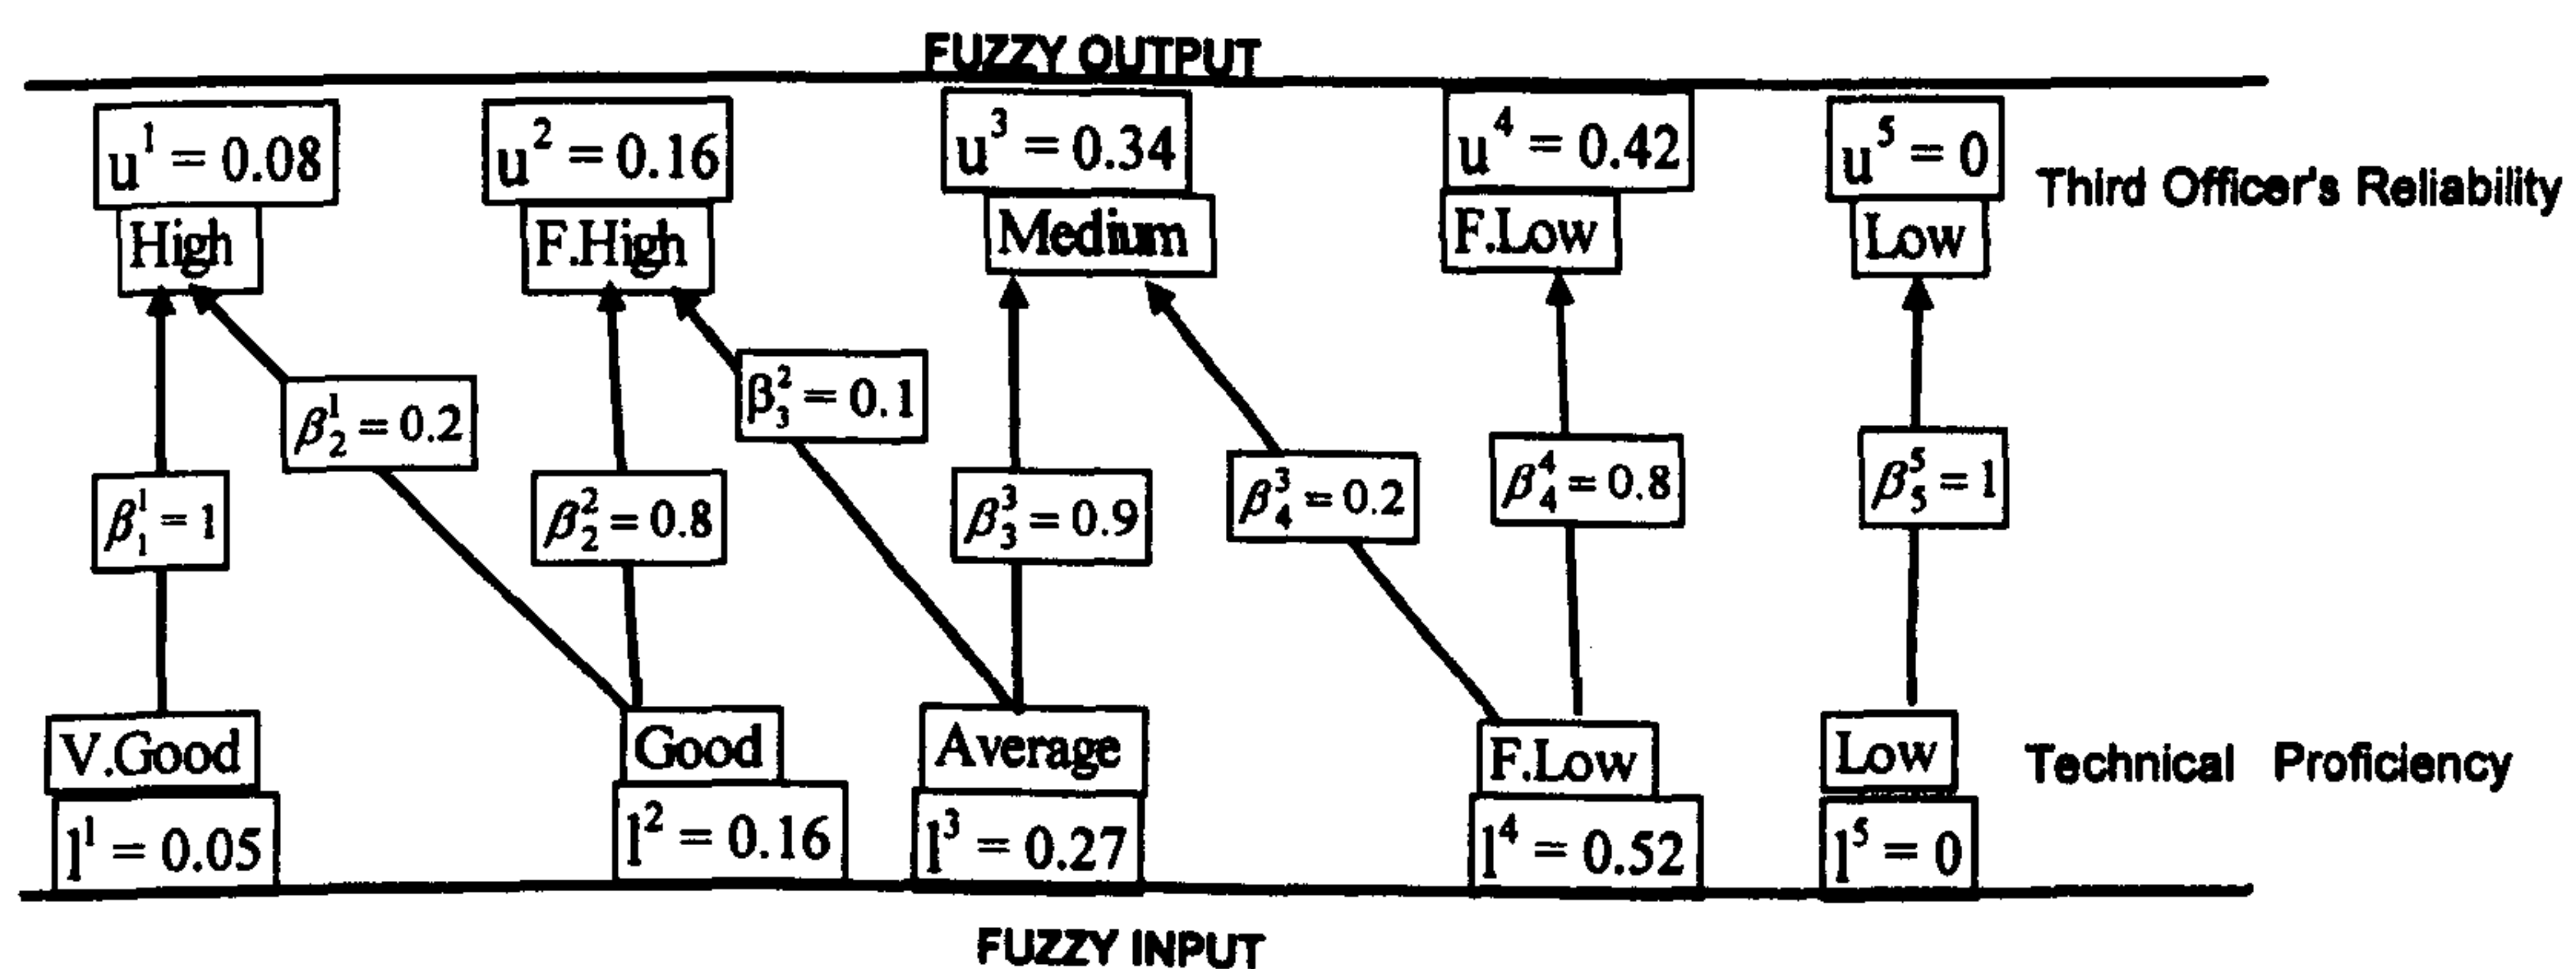 FUZZY OUTPUT
u¹ = 0.08
u² = 0.16
u³ = 0.34
u⁴ = 0.42
u⁵ = 0
Third Officer's Reliability
High
F.High
Medium
F.Low
Low
β₂¹ = 0.2
β₃² = 0.1
β₁¹ = 1
β₂² = 0.8
β₃³ = 0.9
β₄³ = 0.2
β₄⁴ = 0.8
β₅⁵ = 1
V.Good
Good
Average
F.Low
Low
Technical Proficiency
l¹ = 0.05
l² = 0.16
l³ = 0.27
l⁴ = 0.52
l⁵ = 0
FUZZY INPUT